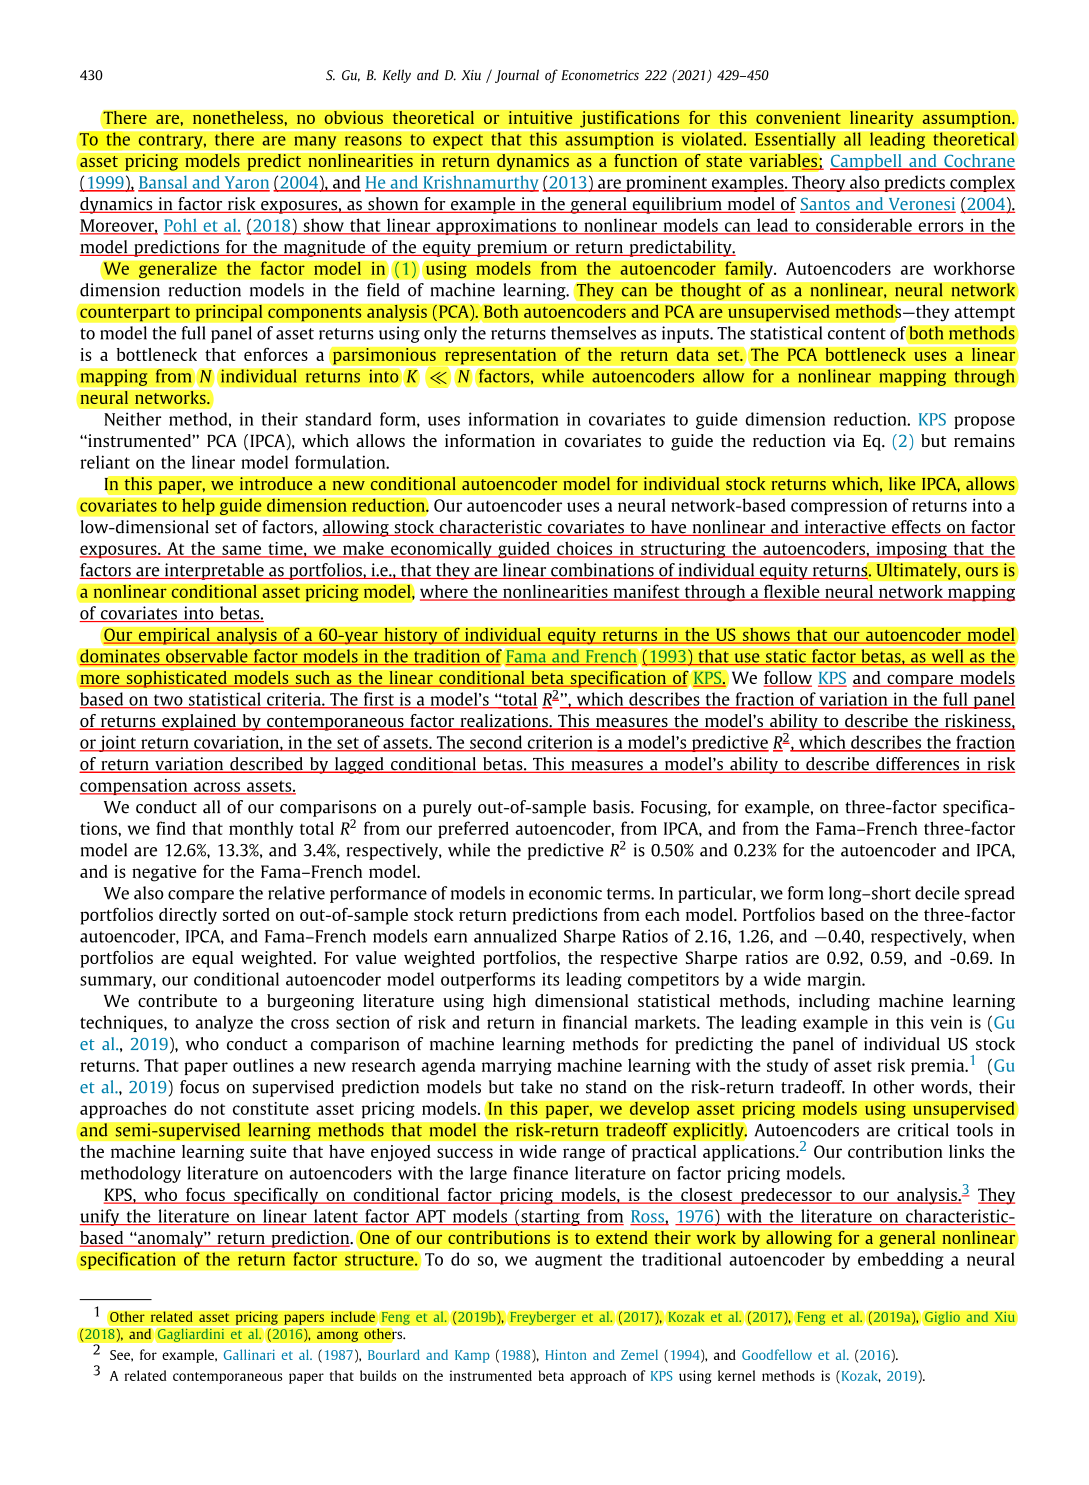 430
S. Gu, B. Kelly and D. Xiu / Journal of Econometrics 222 (2021) 429–450
There are, nonetheless, no obvious theoretical or intuitive justifications for this convenient linearity assumption.
To the contrary, there are many reasons to expect that this assumption is violated. Essentially all leading theoretical
asset pricing models predict nonlinearities in return dynamics as a function of state variables; Campbell and Cochrane
(1999), Bansal and Yaron (2004), and He and Krishnamurthy (2013) are prominent examples. Theory also predicts complex
dynamics in factor risk exposures, as shown for example in the general equilibrium model of Santos and Veronesi (2004).
Moreover, Pohl et al. (2018) show that linear approximations to nonlinear models can lead to considerable errors in the
model predictions for the magnitude of the equity premium or return predictability.
We generalize the factor model in (1) using models from the autoencoder family. Autoencoders are workhorse
dimension reduction models in the field of machine learning. They can be thought of as a nonlinear, neural network
counterpart to principal components analysis (PCA). Both autoencoders and PCA are unsupervised methods—they attempt
to model the full panel of asset returns using only the returns themselves as inputs. The statistical content of both methods
is a bottleneck that enforces a parsimonious representation of the return data set. The PCA bottleneck uses a linear
mapping from N individual returns into K ≪ N factors, while autoencoders allow for a nonlinear mapping through
neural networks.
Neither method, in their standard form, uses information in covariates to guide dimension reduction. KPS propose
‘‘instrumented’’ PCA (IPCA), which allows the information in covariates to guide the reduction via Eq. (2) but remains
reliant on the linear model formulation.
In this paper, we introduce a new conditional autoencoder model for individual stock returns which, like IPCA, allows
covariates to help guide dimension reduction. Our autoencoder uses a neural network-based compression of returns into a
low-dimensional set of factors, allowing stock characteristic covariates to have nonlinear and interactive effects on factor
exposures. At the same time, we make economically guided choices in structuring the autoencoders, imposing that the
factors are interpretable as portfolios, i.e., that they are linear combinations of individual equity returns. Ultimately, ours is
a nonlinear conditional asset pricing model, where the nonlinearities manifest through a flexible neural network mapping
of covariates into betas.
Our empirical analysis of a 60-year history of individual equity returns in the US shows that our autoencoder model
dominates observable factor models in the tradition of Fama and French (1993) that use static factor betas, as well as the
more sophisticated models such as the linear conditional beta specification of KPS. We follow KPS and compare models
based on two statistical criteria. The first is a model’s ‘‘total R²’’, which describes the fraction of variation in the full panel
of returns explained by contemporaneous factor realizations. This measures the model’s ability to describe the riskiness,
or joint return covariation, in the set of assets. The second criterion is a model’s predictive R², which describes the fraction
of return variation described by lagged conditional betas. This measures a model’s ability to describe differences in risk
compensation across assets.
We conduct all of our comparisons on a purely out-of-sample basis. Focusing, for example, on three-factor specifica-
tions, we find that monthly total R² from our preferred autoencoder, from IPCA, and from the Fama–French three-factor
model are 12.6%, 13.3%, and 3.4%, respectively, while the predictive R² is 0.50% and 0.23% for the autoencoder and IPCA,
and is negative for the Fama–French model.
We also compare the relative performance of models in economic terms. In particular, we form long–short decile spread
portfolios directly sorted on out-of-sample stock return predictions from each model. Portfolios based on the three-factor
autoencoder, IPCA, and Fama–French models earn annualized Sharpe Ratios of 2.16, 1.26, and −0.40, respectively, when
portfolios are equal weighted. For value weighted portfolios, the respective Sharpe ratios are 0.92, 0.59, and -0.69. In
summary, our conditional autoencoder model outperforms its leading competitors by a wide margin.
We contribute to a burgeoning literature using high dimensional statistical methods, including machine learning
techniques, to analyze the cross section of risk and return in financial markets. The leading example in this vein is (Gu
et al., 2019), who conduct a comparison of machine learning methods for predicting the panel of individual US stock
returns. That paper outlines a new research agenda marrying machine learning with the study of asset risk premia.¹ (Gu
et al., 2019) focus on supervised prediction models but take no stand on the risk-return tradeoff. In other words, their
approaches do not constitute asset pricing models. In this paper, we develop asset pricing models using unsupervised
and semi-supervised learning methods that model the risk-return tradeoff explicitly. Autoencoders are critical tools in
the machine learning suite that have enjoyed success in wide range of practical applications.² Our contribution links the
methodology literature on autoencoders with the large finance literature on factor pricing models.
KPS, who focus specifically on conditional factor pricing models, is the closest predecessor to our analysis.³ They
unify the literature on linear latent factor APT models (starting from Ross, 1976) with the literature on characteristic-
based ‘‘anomaly’’ return prediction. One of our contributions is to extend their work by allowing for a general nonlinear
specification of the return factor structure. To do so, we augment the traditional autoencoder by embedding a neural
1 Other related asset pricing papers include Feng et al. (2019b), Freyberger et al. (2017), Kozak et al. (2017), Feng et al. (2019a), Giglio and Xiu
(2018), and Gagliardini et al. (2016), among others.
2 See, for example, Gallinari et al. (1987), Bourlard and Kamp (1988), Hinton and Zemel (1994), and Goodfellow et al. (2016).
3 A related contemporaneous paper that builds on the instrumented beta approach of KPS using kernel methods is (Kozak, 2019).